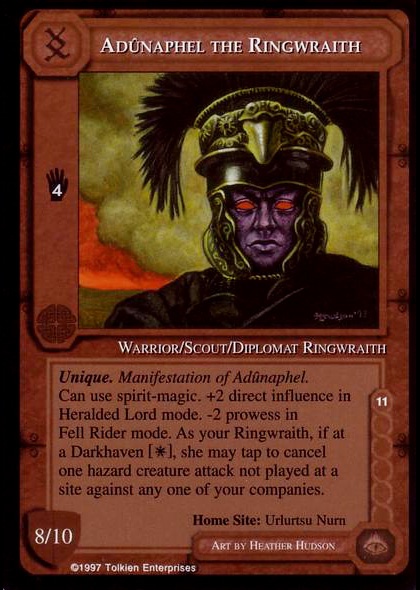 ADÛNAPHEL THE RINGWRAITH
4
WARRIOR/SCOUT/DIPLOMAT RINGWRAITH
Unique. Manifestation of Adûnaphel.
Can use spirit-magic. +2 direct influence in
Heralded Lord mode. -2 prowess in
Fell Rider mode. As your Ringwraith, if at
a Darkhaven [*], she may tap to cancel
one hazard creature attack not played at a
site against any one of your companies.
11
Home Site: Urlurtsu Nurn
8/10
ART BY HEATHER HUDSON
©1997 Tolkien Enterprises